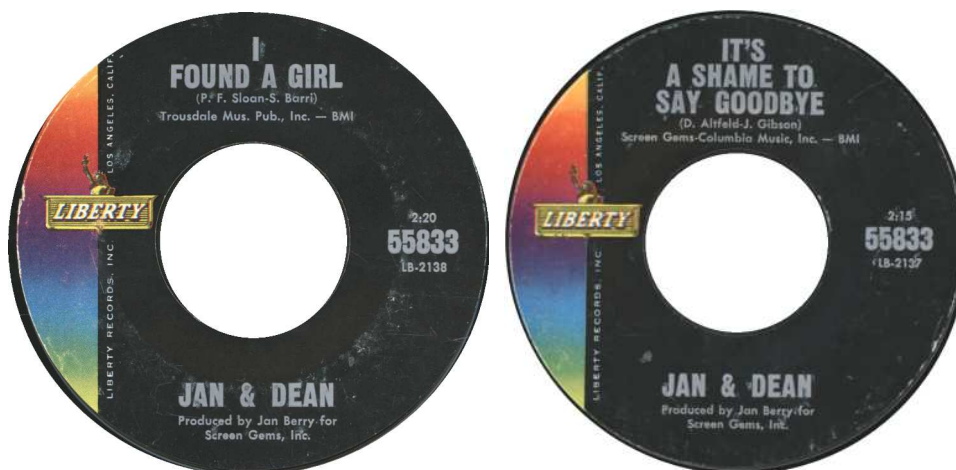 I
FOUND A GIRL
(P. F. Sloan-S. Barri)
Trousdale Mus. Pub., Inc. — BMI
LIBERTY RECORDS, INC. LOS ANGELES, CALIF.
LIBERTY
2:20
55833
LB-2138
JAN & DEAN
Produced by Jan Berry for
Screen Gems, Inc.
IT'S
A SHAME TO
SAY GOODBYE
(D. Altfeld-J. Gibson)
Screen Gems-Columbia Music, Inc. — BMI
LIBERTY RECORDS, INC. LOS ANGELES, CALIF.
LIBERTY
2:15
55833
LB-2137
JAN & DEAN
Produced by Jan Berry for
Screen Gems, Inc.